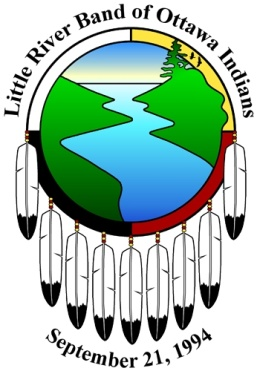 Little River Band of Ottawa Indians
September 21, 1994